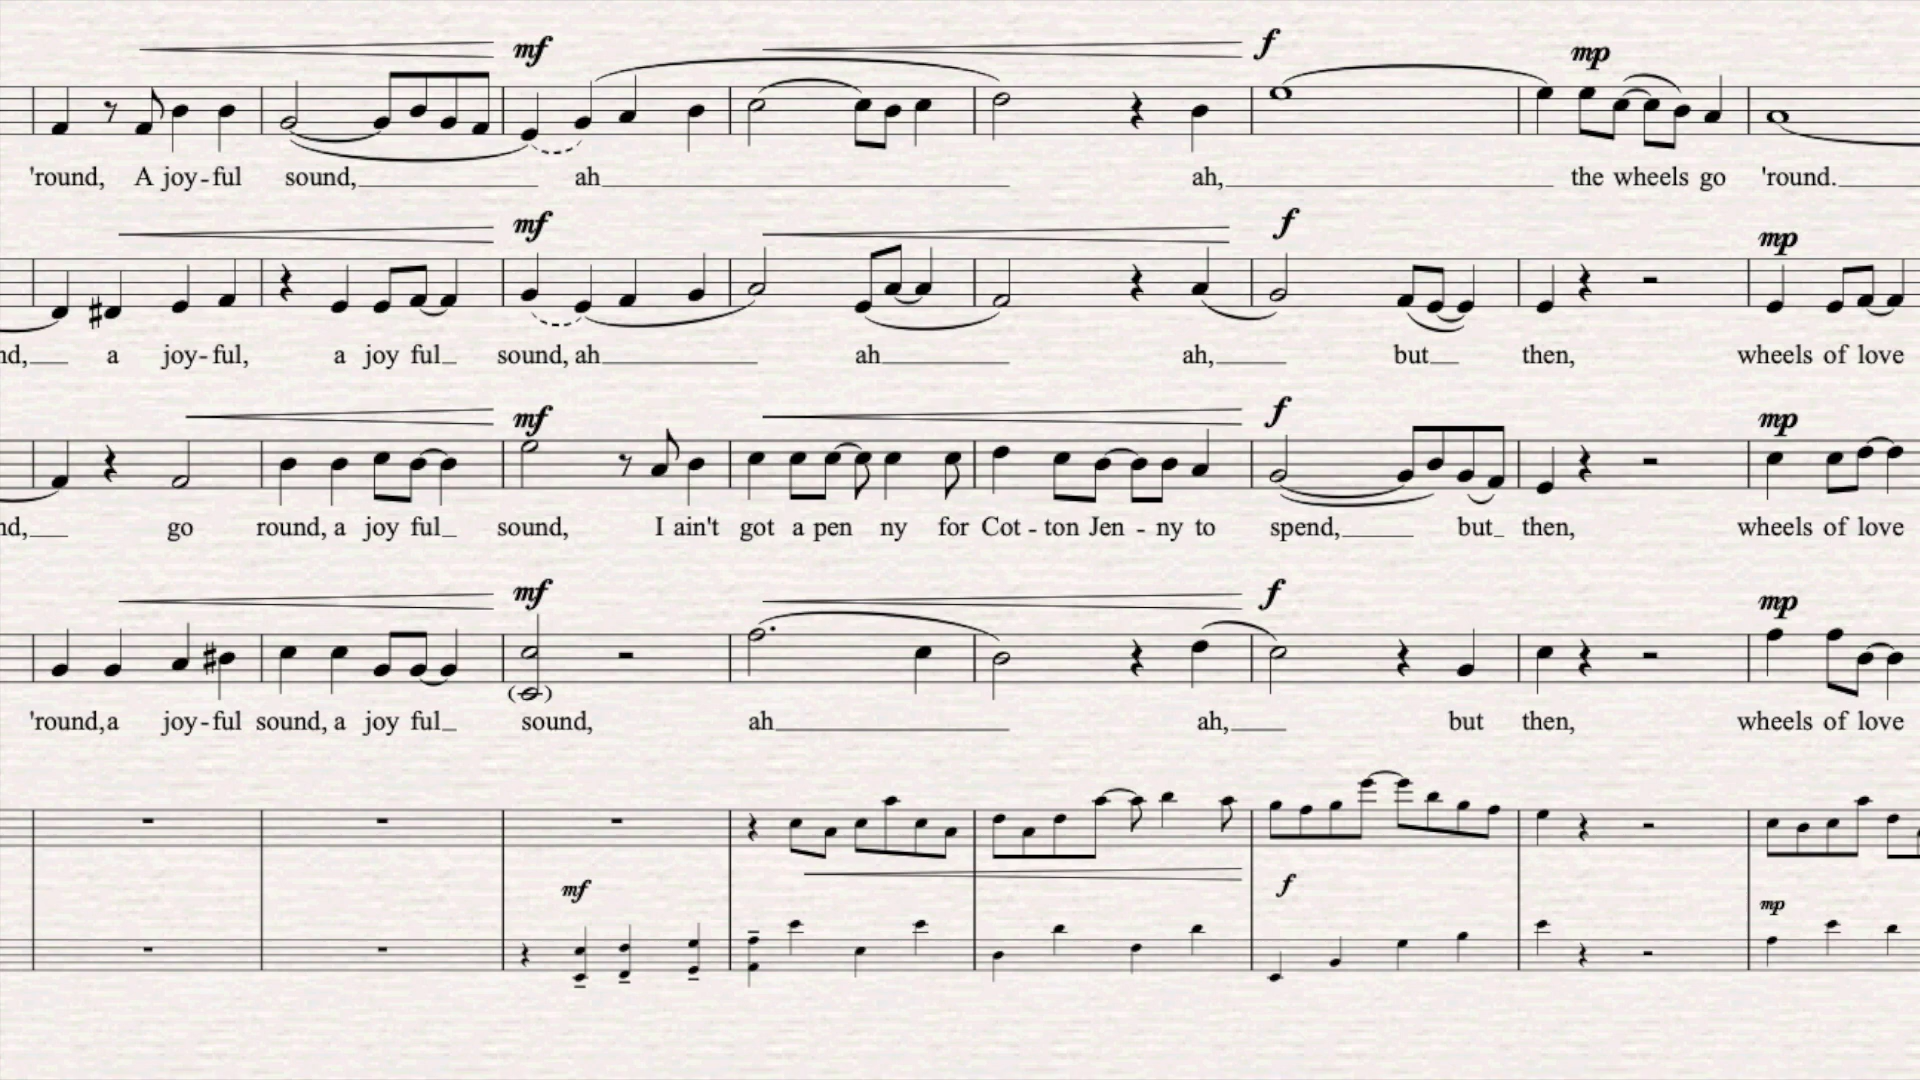 mf f mp
'round, A joy-ful sound, ah ah, the wheels go 'round.
mf f mp
nd, a joy-ful, a joy ful sound, ah ah ah, but then, wheels of love
mf f mp
nd, go round, a joy ful sound, I ain't got a pen ny for Cot-ton Jen-ny to spend, but then, wheels of love
mf f mp
'round, a joy-ful sound, a joy ful sound, ah ah, but then, wheels of love
mf f mp